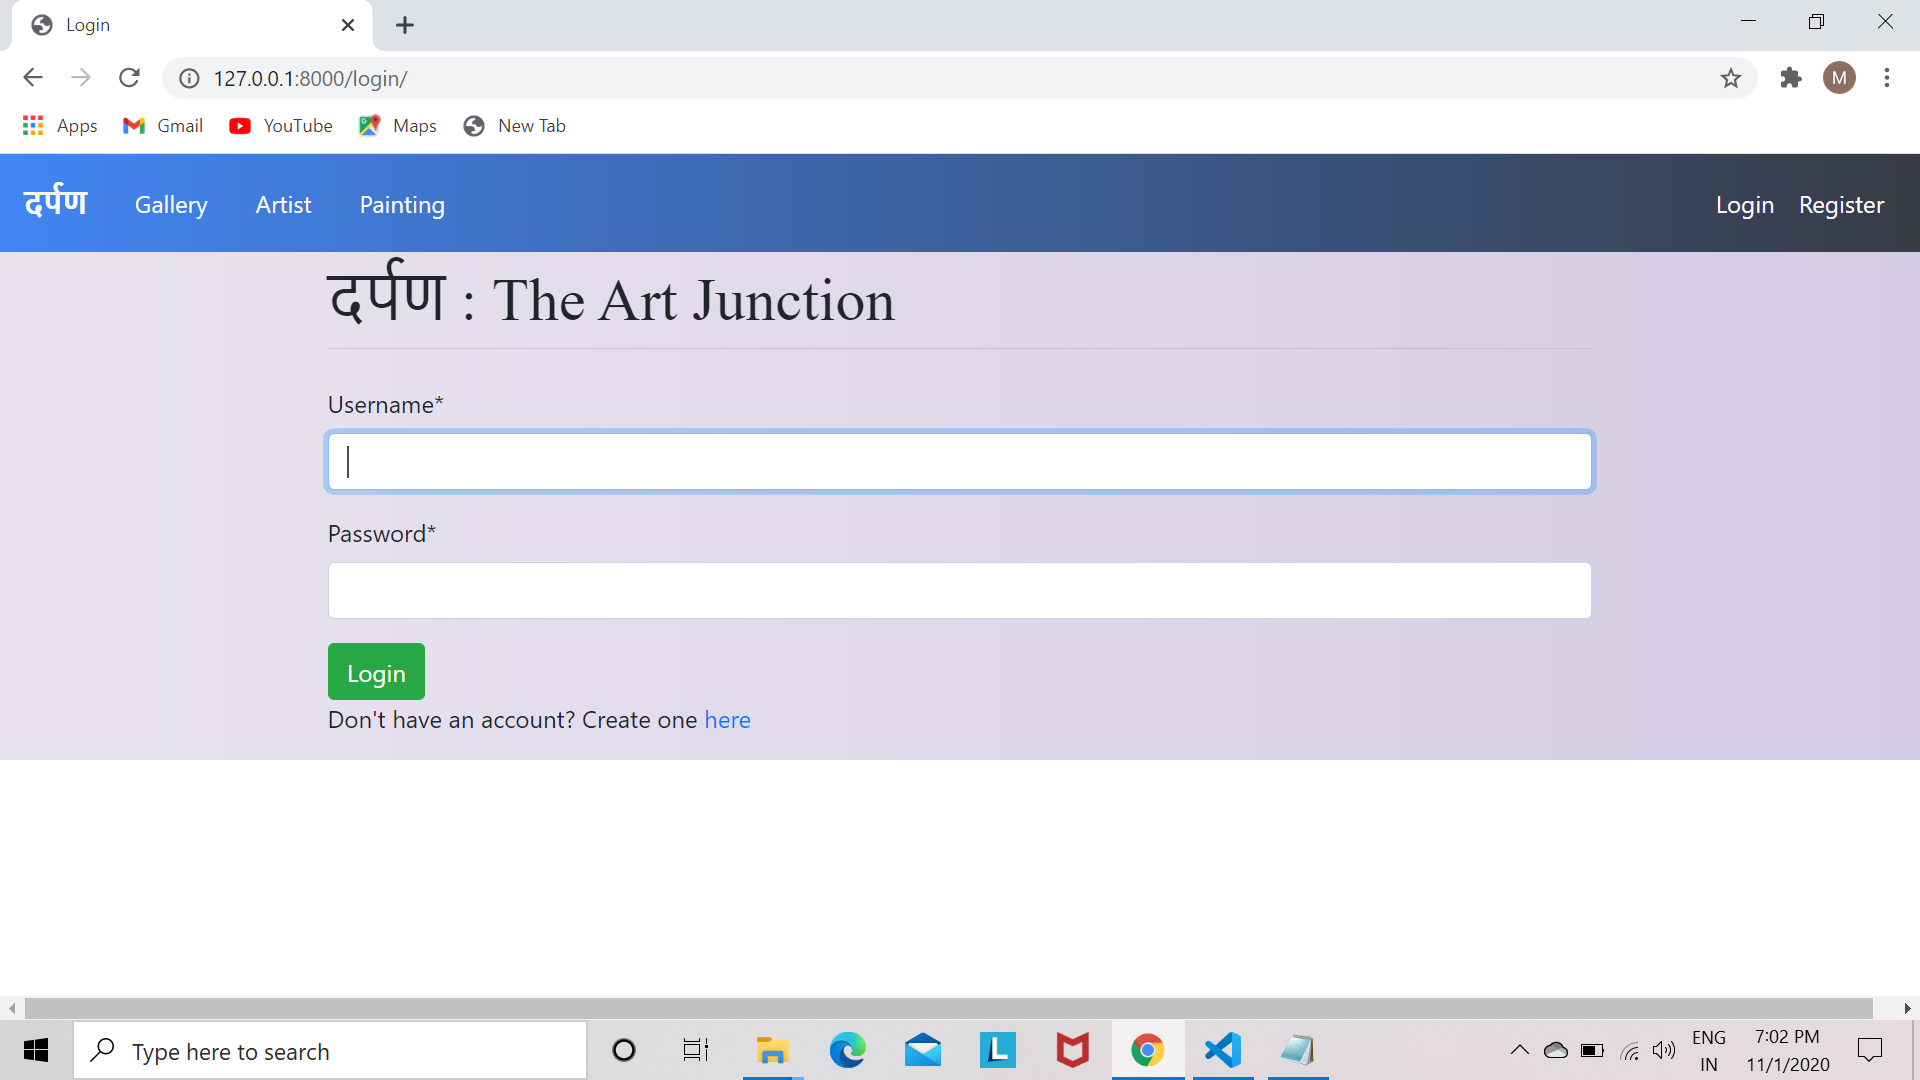 Login
127.0.0.1:8000/login/
M
Apps Gmail YouTube Maps New Tab
दर्पण Gallery Artist Painting Login Register
दर्पण : The Art Junction
Username*
Password*
Login
Don't have an account? Create one here
Type here to search
L
ENG 7:02 PM
IN 11/1/2020